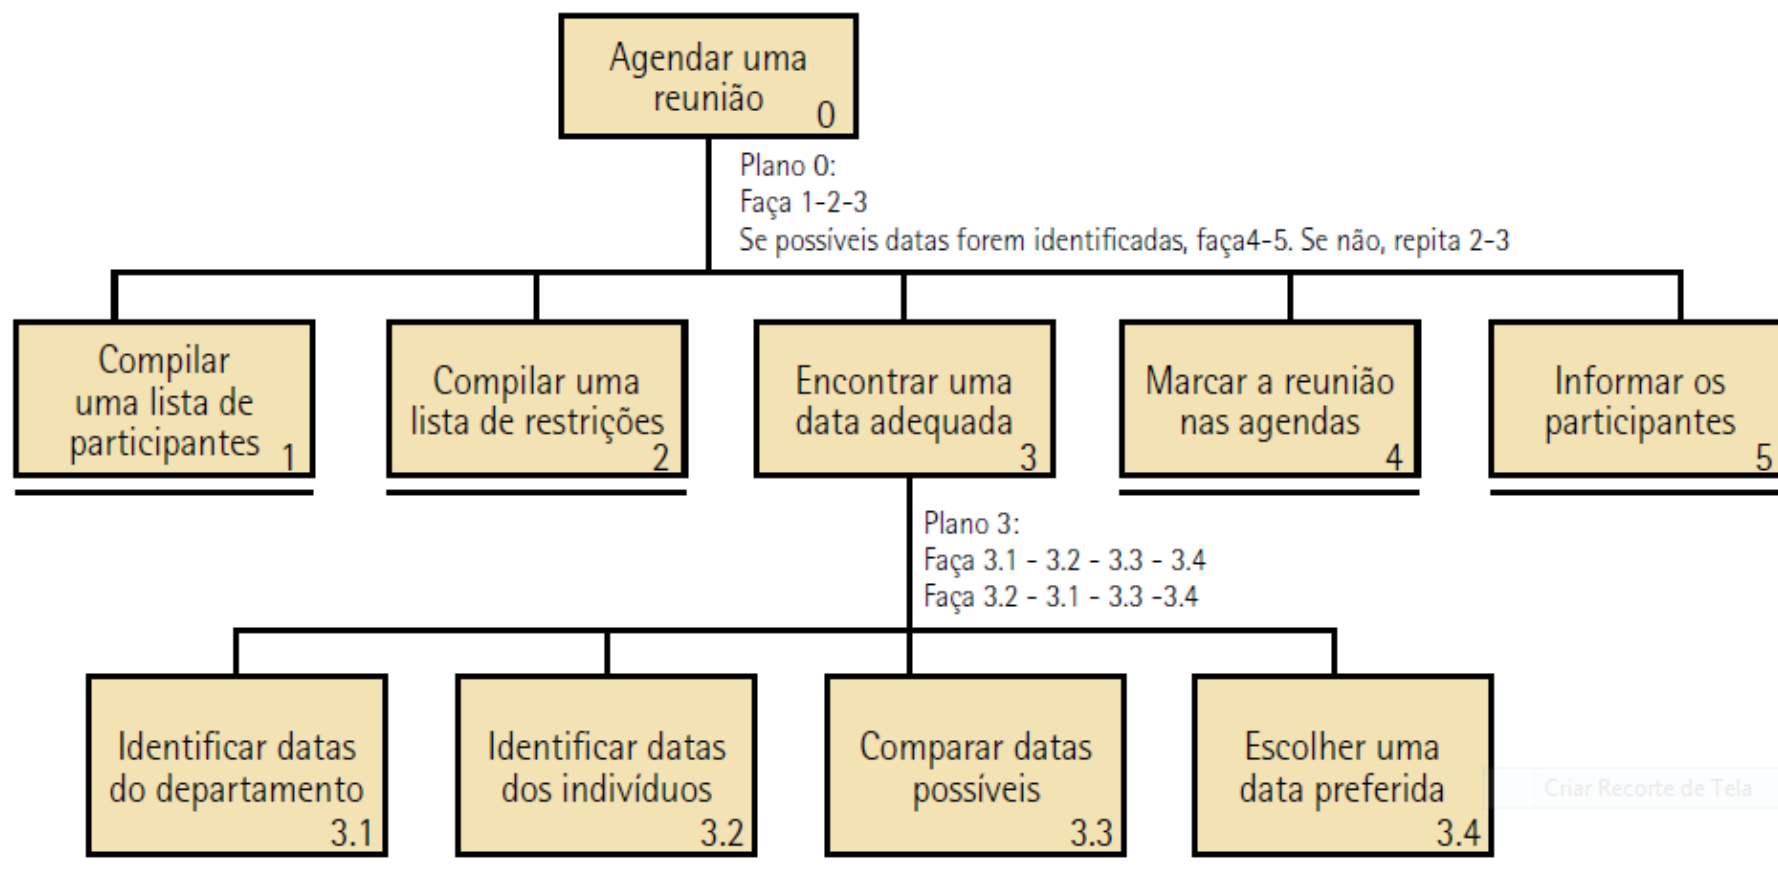 Agendar uma
reunião
0
Plano 0:
Faça 1-2-3
Se possíveis datas forem identificadas, faça4-5. Se não, repita 2-3
Compilar
uma lista de
participantes
1
Compilar uma
lista de restrições
2
Encontrar uma
data adequada
3
Marcar a reunião
nas agendas
4
Informar os
participantes
5
Plano 3:
Faça 3.1 - 3.2 - 3.3 - 3.4
Faça 3.2 - 3.1 - 3.3 -3.4
Identificar datas
do departamento
3.1
Identificar datas
dos indivíduos
3.2
Comparar datas
possíveis
3.3
Escolher uma
data preferida
3.4
Criar Recorte de Tela